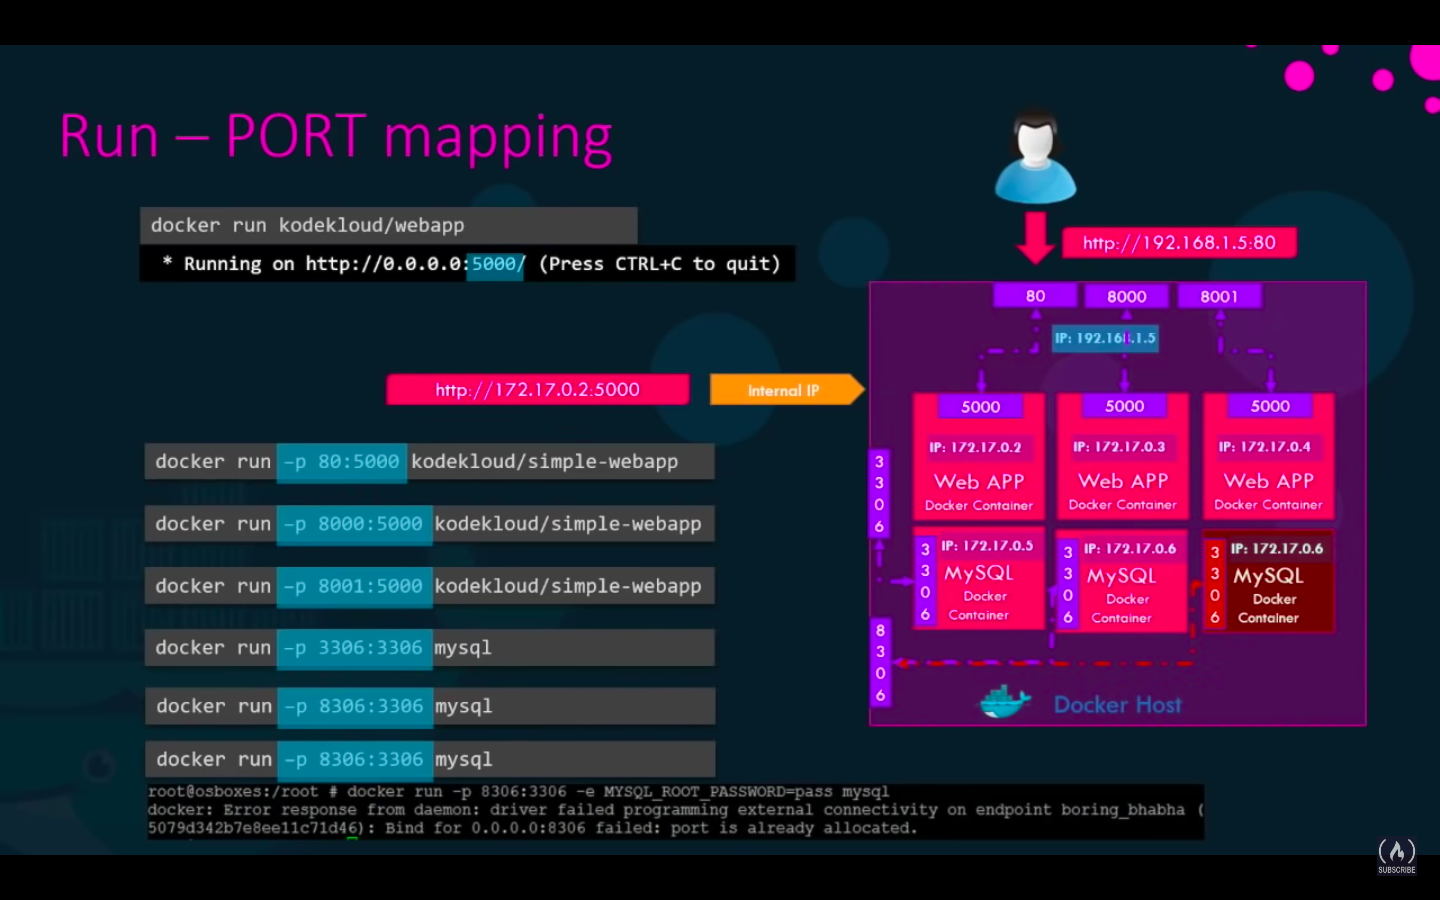 Run – PORT mapping
docker run kodekloud/webapp
* Running on http://0.0.0.0:5000/ (Press CTRL+C to quit)
http://192.168.1.5:80
80 8000 8001
IP: 192.168.1.5
http://172.17.0.2:5000
Internal IP
5000 5000 5000
IP: 172.17.0.2 IP: 172.17.0.3 IP: 172.17.0.4
Web APP Web APP Web APP
Docker Container Docker Container Docker Container
3306
3306
IP: 172.17.0.5
MySQL
Docker
Container
3306
IP: 172.17.0.6
MySQL
Docker
Container
3306
IP: 172.17.0.6
MySQL
Docker
Container
8306
Docker Host
docker run -p 80:5000 kodekloud/simple-webapp
docker run -p 8000:5000 kodekloud/simple-webapp
docker run -p 8001:5000 kodekloud/simple-webapp
docker run -p 3306:3306 mysql
docker run -p 8306:3306 mysql
docker run -p 8306:3306 mysql
root@osboxes:/root # docker run -p 8306:3306 -e MYSQL_ROOT_PASSWORD=pass mysql
docker: Error response from daemon: driver failed programming external connectivity on endpoint boring_bhabha (
5079d342b7e8ee11c71d46): Bind for 0.0.0.0:8306 failed: port is already allocated.
SUBSCRIBE